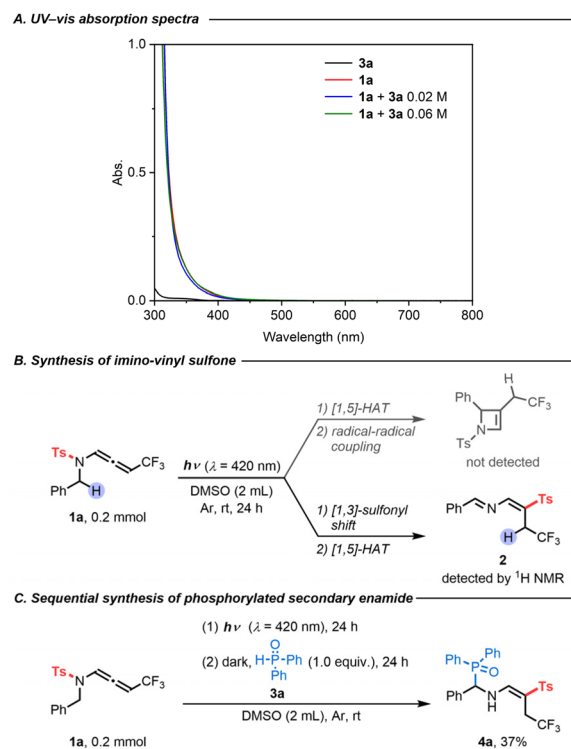 A. UV–vis absorption spectra
1.0
0.5
0.0
Abs.
3a
1a
1a + 3a 0.02 M
1a + 3a 0.06 M
300 400 500 600 700 800
Wavelength (nm)
B. Synthesis of imino-vinyl sulfone
Ts
N
CF3
Ph
H
1a, 0.2 mmol
hν (λ = 420 nm)
DMSO (2 mL)
Ar, rt, 24 h
1) [1,5]-HAT
2) radical-radical
coupling
H
Ph
CF3
N
Ts
not detected
1) [1,3]-sulfonyl
shift
2) [1,5]-HAT
Ph
N
Ts
H
CF3
2
detected by 1H NMR
C. Sequential synthesis of phosphorylated secondary enamide
Ts
N
CF3
Ph
1a, 0.2 mmol
(1) hν (λ = 420 nm), 24 h
O
(2) dark, H-P-Ph (1.0 equiv.), 24 h
Ph
3a
DMSO (2 mL), Ar, rt
Ph
Ph-P=O
Ts
Ph
N
H
CF3
4a, 37%